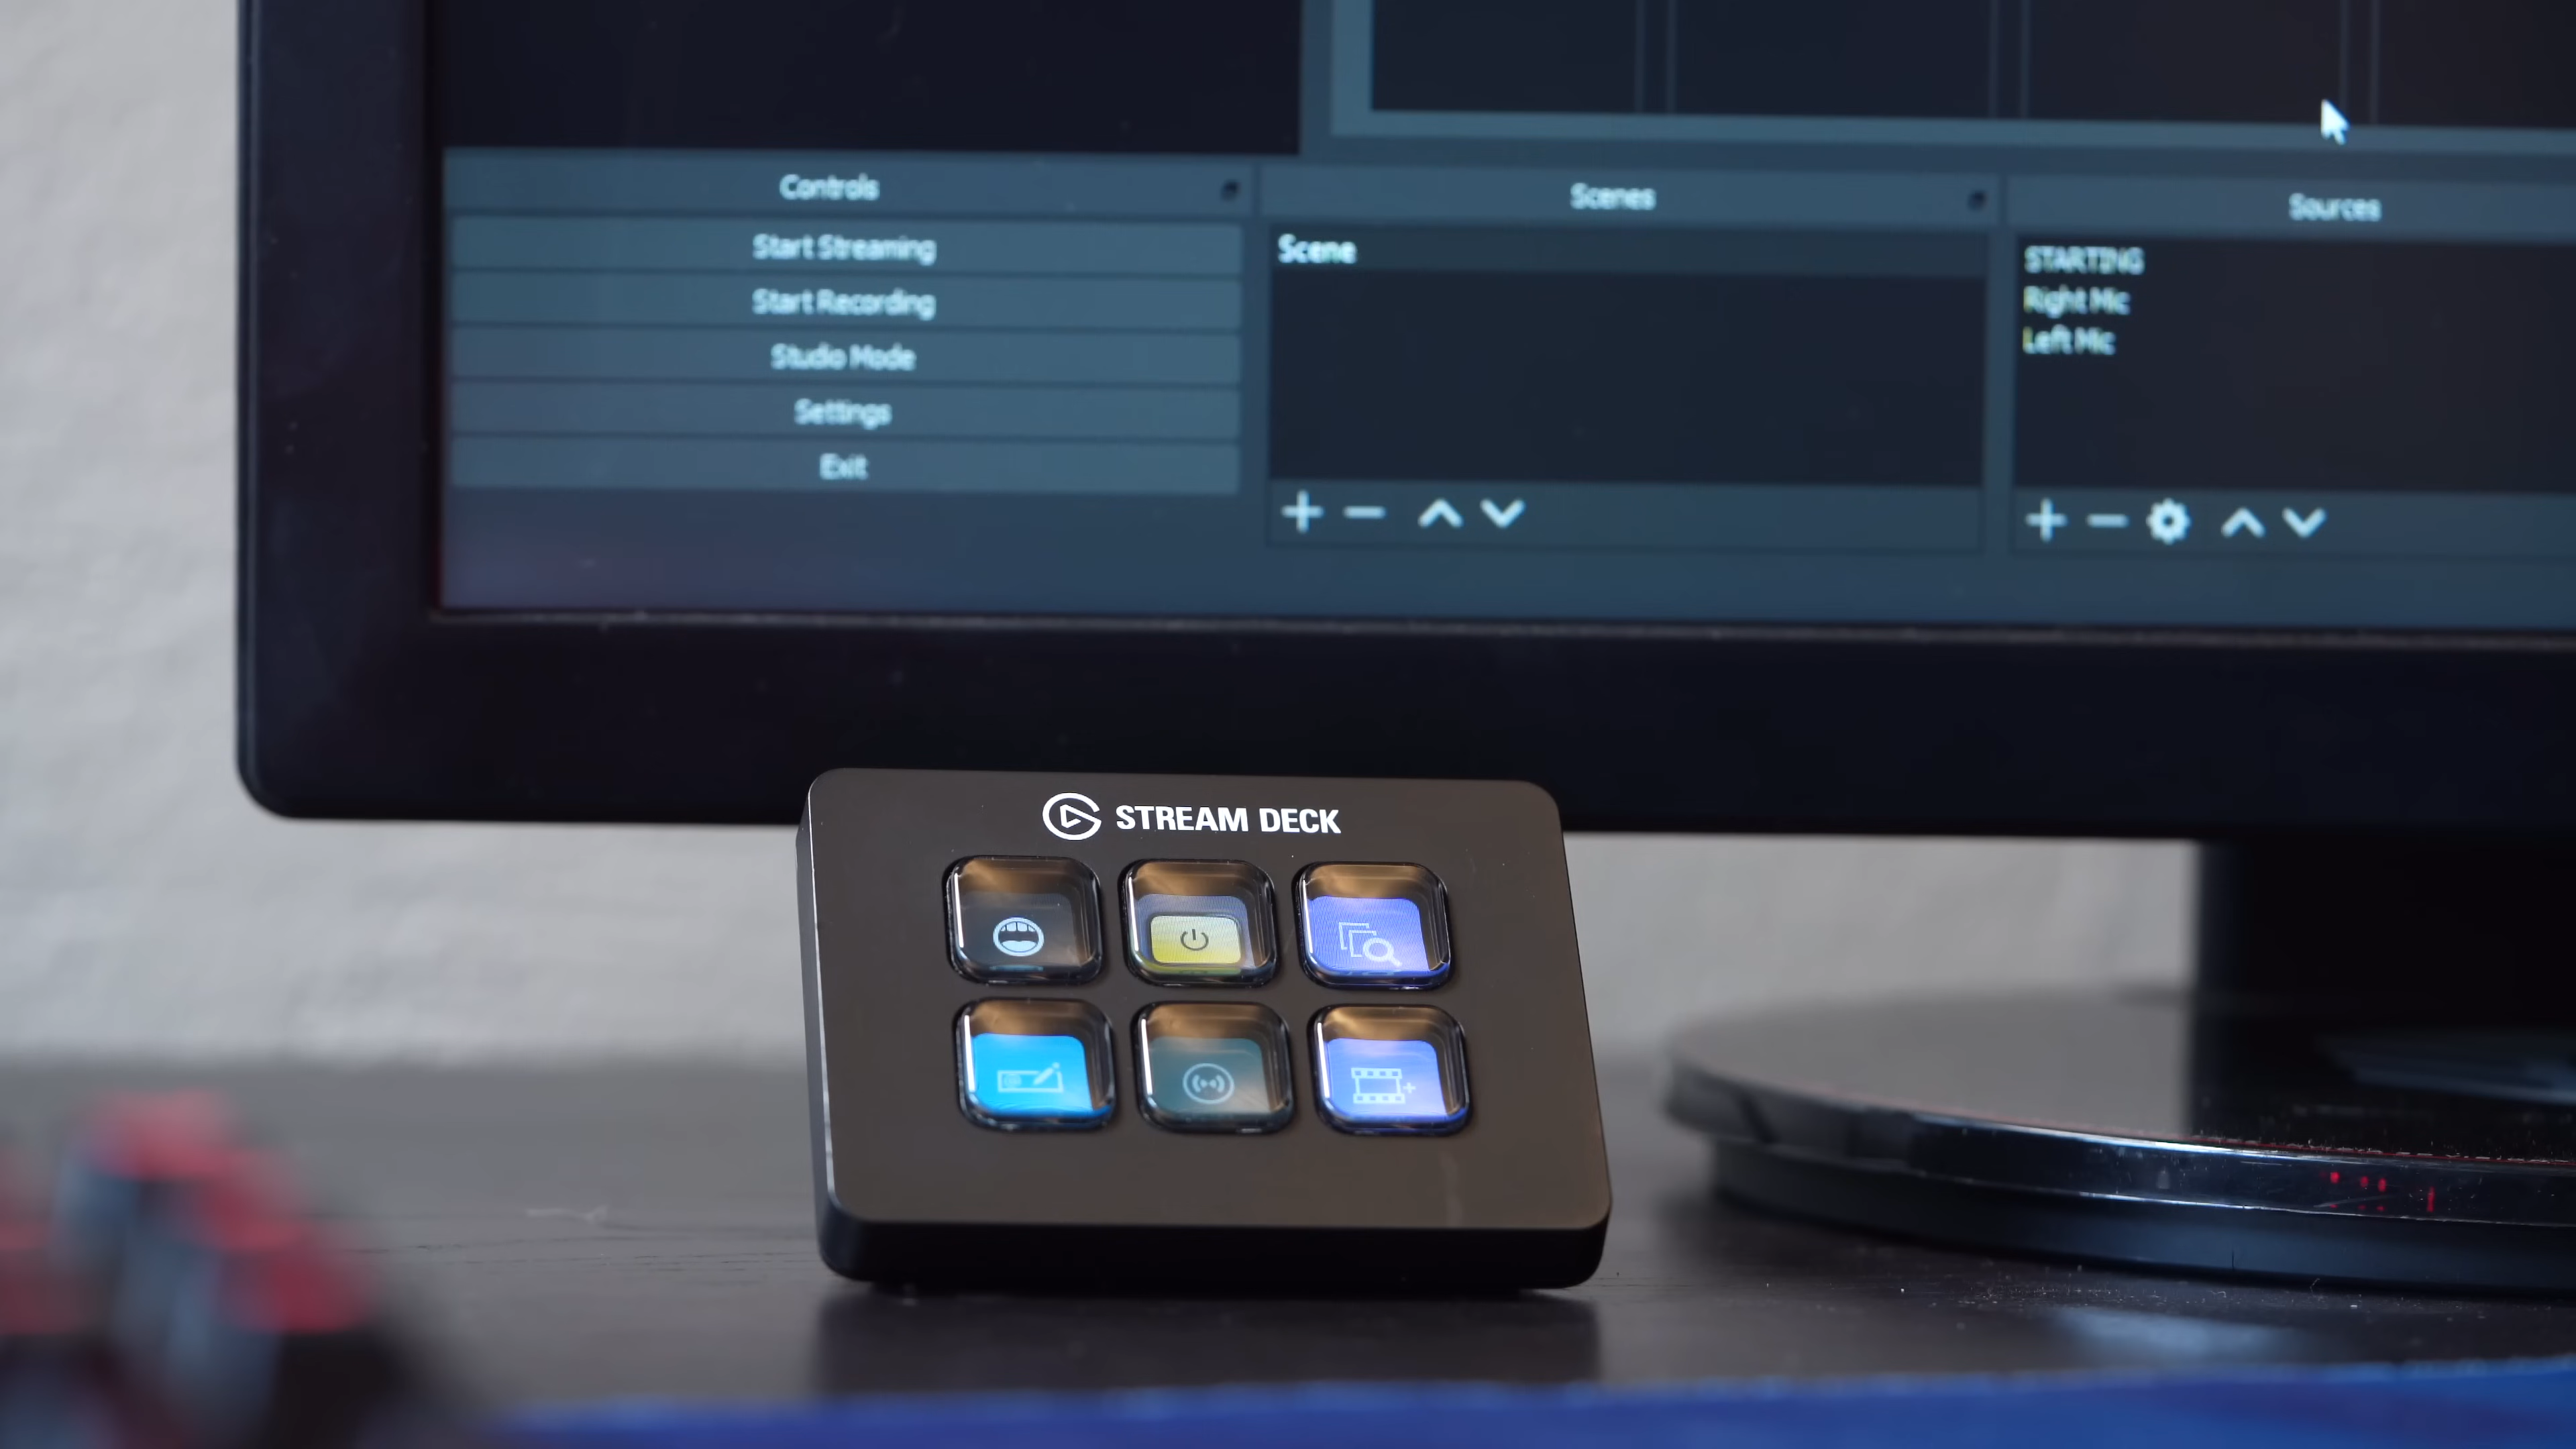 Controls
Start Streaming
Start Recording
Studio Mode
Settings
Exit
Scenes
Scene
Sources
STARTING
Right Mic
Left Mic
STREAM DECK